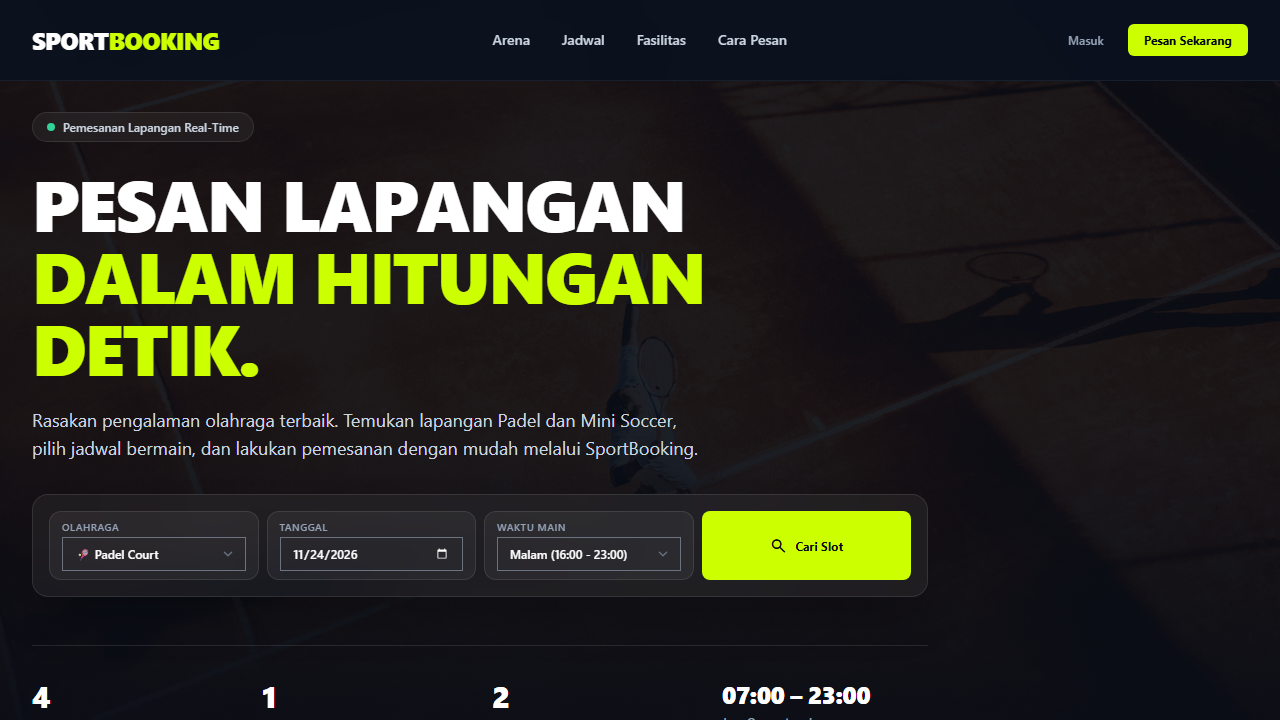 SPORTBOOKING
Arena
Jadwal
Fasilitas
Cara Pesan
Masuk
Pesan Sekarang
Pemesanan Lapangan Real-Time
PESAN LAPANGAN
DALAM HITUNGAN
DETIK.
Rasakan pengalaman olahraga terbaik. Temukan lapangan Padel dan Mini Soccer,
pilih jadwal bermain, dan lakukan pemesanan dengan mudah melalui SportBooking.
OLAHRAGA
Padel Court
TANGGAL
11/24/2026
WAKTU MAIN
Malam (16:00 - 23:00)
Cari Slot
4
1
2
07:00 – 23:00